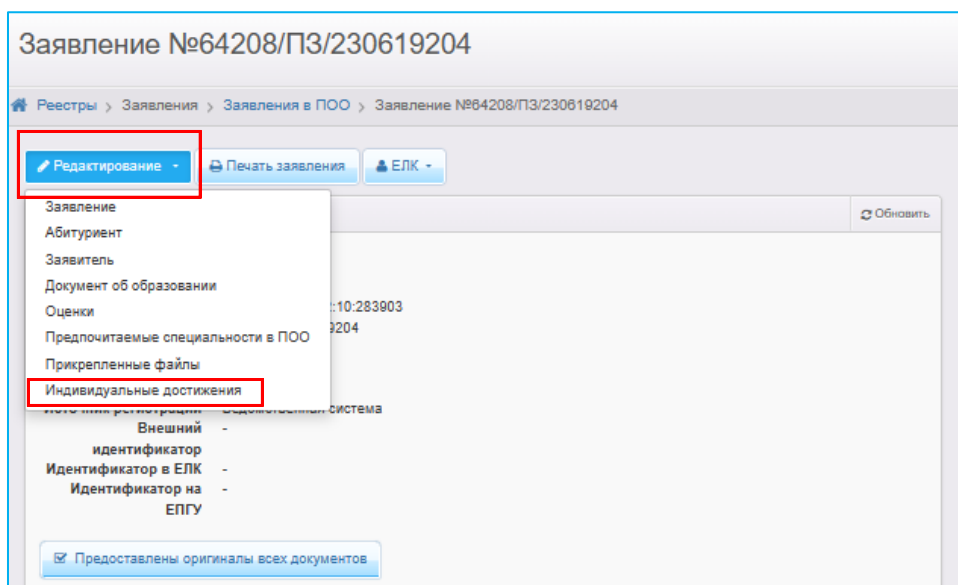 Заявление №64208/ПЗ/230619204
Реестры > Заявления > Заявления в ПОО > Заявление №64208/ПЗ/230619204
Редактирование Печать заявления ЕЛК
Заявление
Обновить
Абитуриент
Заявитель
Документ об образовании
Оценки :10:283903
9204
Предпочитаемые специальности в ПОО
Прикрепленные файлы
Индивидуальные достижения
Источник регистрации Ведомственная система
Внешний -
идентификатор
Идентификатор в ЕЛК -
Идентификатор на -
ЕПГУ
Предоставлены оригиналы всех документов